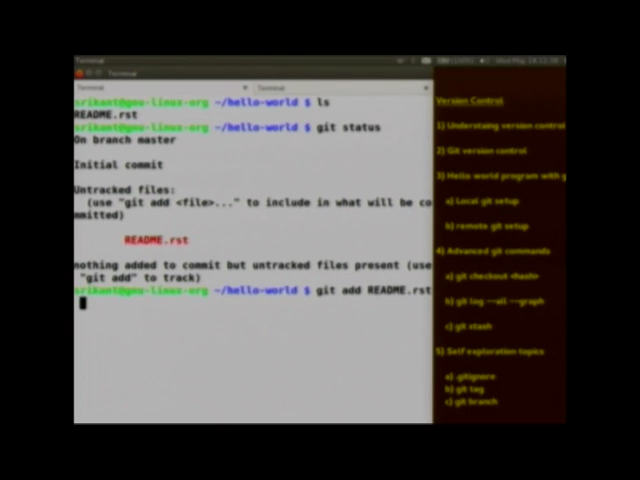 Terminal
Terminal
Terminal
Terminal
srikant@gnu-linux-org ~/hello-world $ ls
README.rst
srikant@gnu-linux-org ~/hello-world $ git status
On branch master
Initial commit
Untracked files:
(use "git add <file>..." to include in what will be co
mmitted)
README.rst
nothing added to commit but untracked files present (use
"git add" to track)
srikant@gnu-linux-org ~/hello-world $ git add README.rst
Version Control
1) Understaing version control
2) Git version control
3) Hello world program with g
a) Local git setup
b) remote git setup
4) Advanced git commands
a) git checkout <hash>
b) git log --all --graph
c) git stash
5) Self exploration topics
a) .gitignore
b) git tag
c) git branch